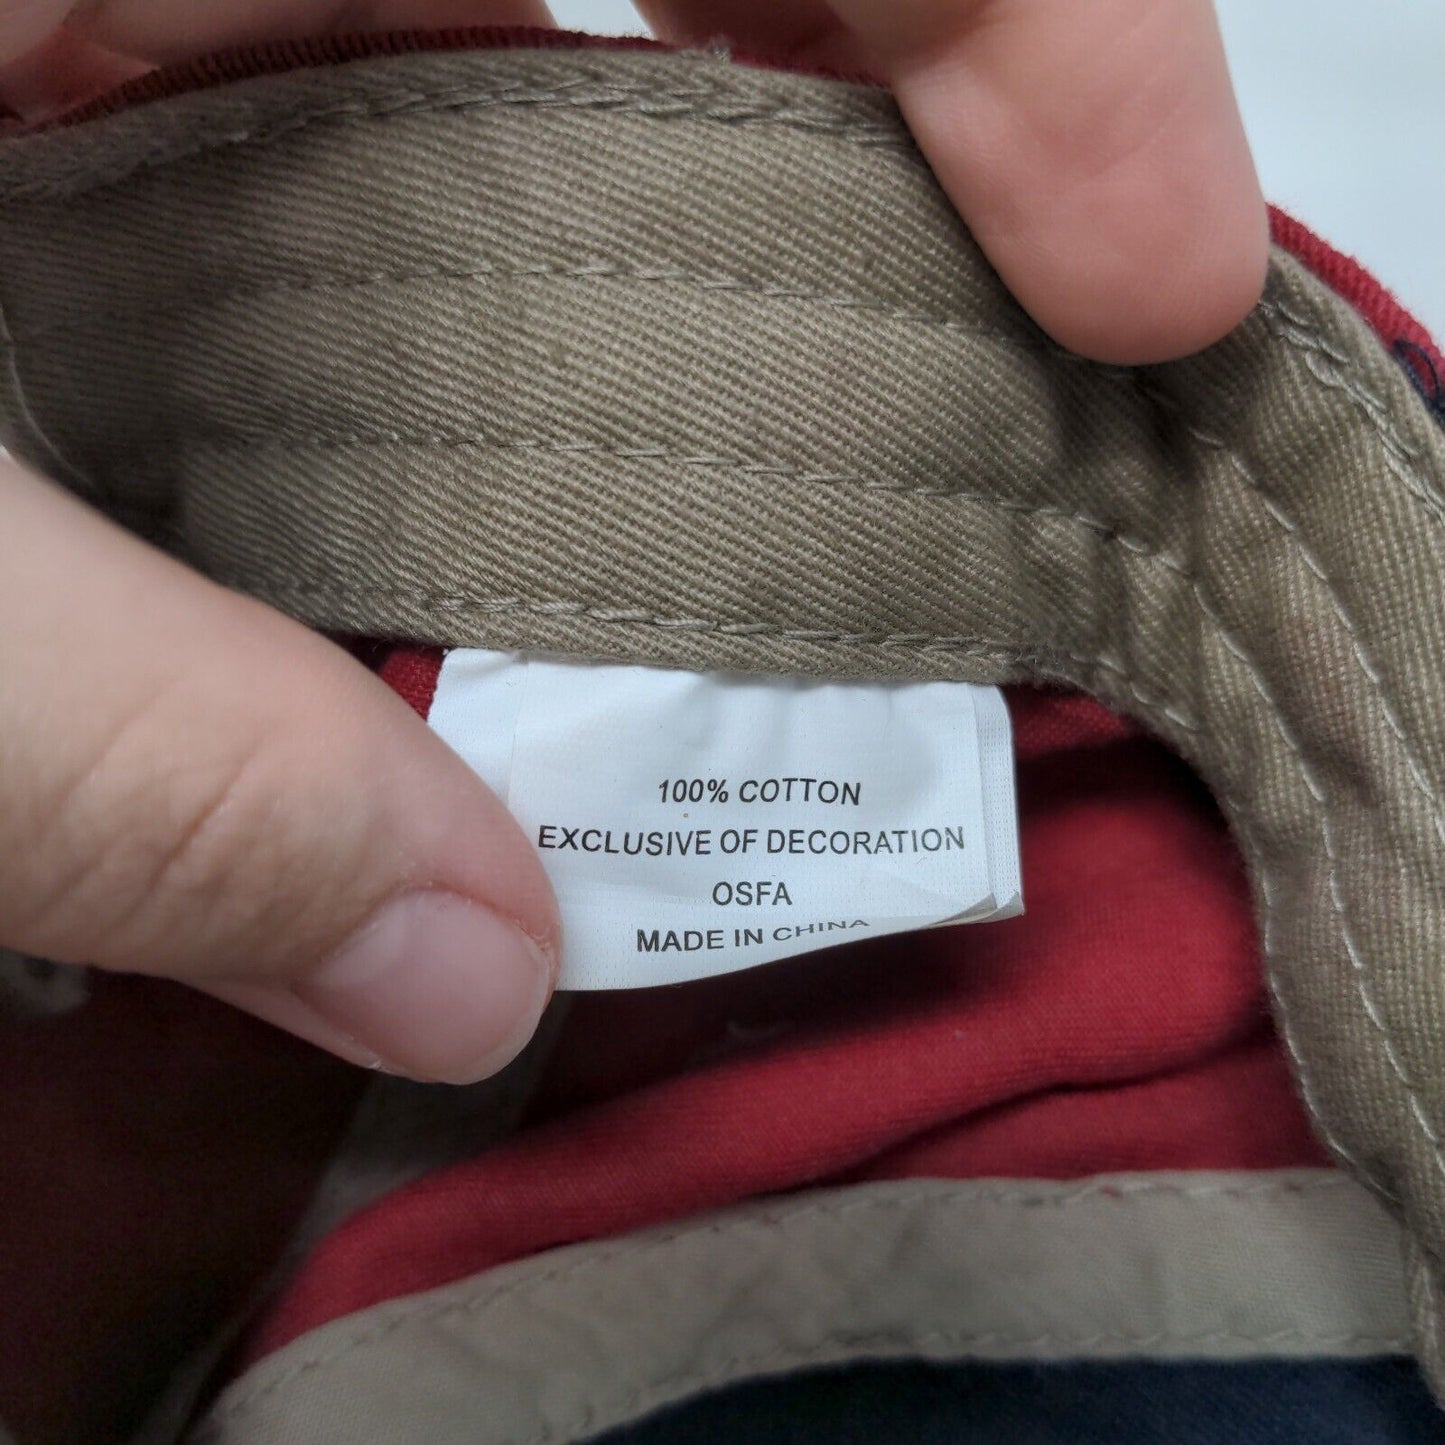 100% COTTON
EXCLUSIVE OF DECORATION
OSFA
MADE IN CHINA